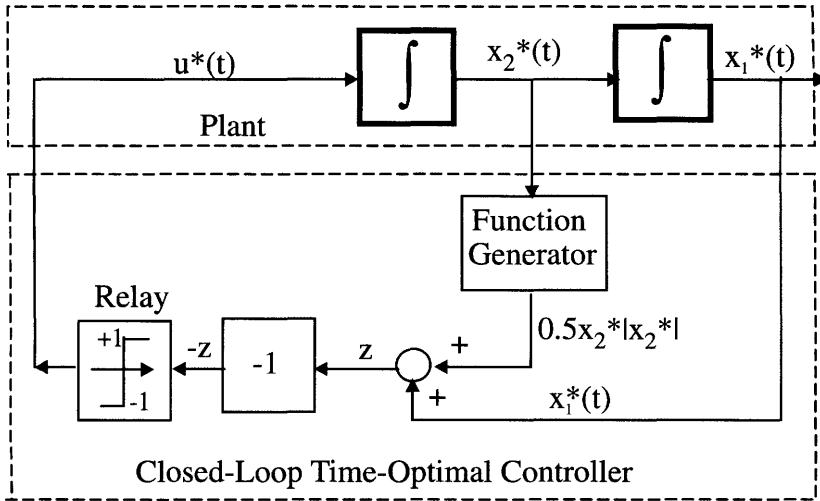 u*(t)
∫
x₂*(t)
∫
x₁*(t)
Plant
Function
Generator
Relay
+1
-1
-z
-1
z
+
+
0.5x₂*|x₂*|
x₁*(t)
Closed-Loop Time-Optimal Controller